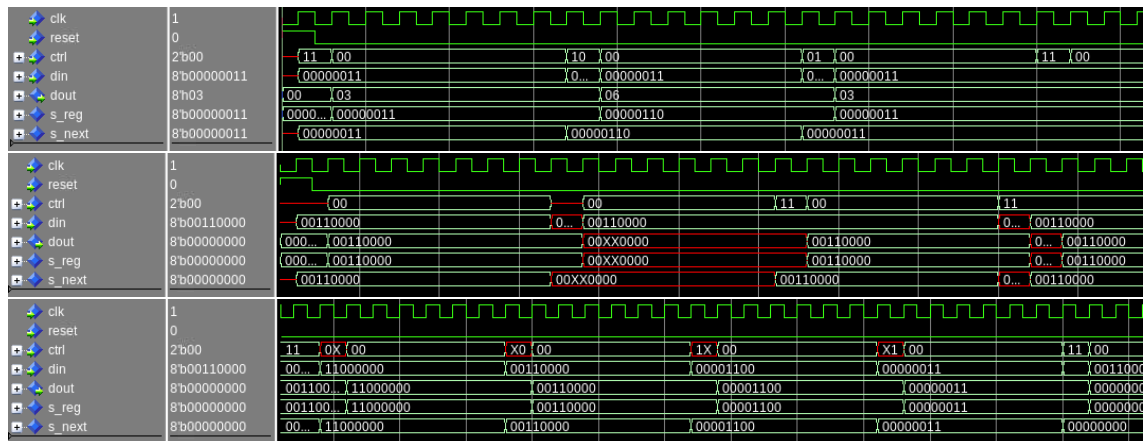 clk 1
reset 0
ctrl 2'b00 11 00 10 00 01 00 11 00
din 8'b00000011 00000011 0... 00000011 0... 00000011
dout 8'h03 00 03 06 03
s_reg 8'b00000011 0000... 00000011 00000110 00000011
s_next 8'b00000011 00000011 00000110 00000011
clk 1
reset 0
ctrl 2'b00 00 00 11 00 11
din 8'b00110000 00110000 0... 00110000 0... 00110000
dout 8'b00000000 000... 00110000 00XX0000 00110000 0... 00110000
s_reg 8'b00000000 000... 00110000 00XX0000 00110000 0... 00110000
s_next 8'b00000000 00110000 00XX0000 00110000 0... 00110000
clk 1
reset 0
ctrl 2'b00 11 0X 00 X0 00 1X 00 X1 00 11 00
din 8'b00110000 00... 11000000 00110000 00001100 00000011 0011000
dout 8'b00000000 001100... 11000000 00110000 00001100 00000011 0000000
s_reg 8'b00000000 001100... 11000000 00110000 00001100 00000011 0000000
s_next 8'b00000000 00... 11000000 00110000 00001100 00000011 00000000